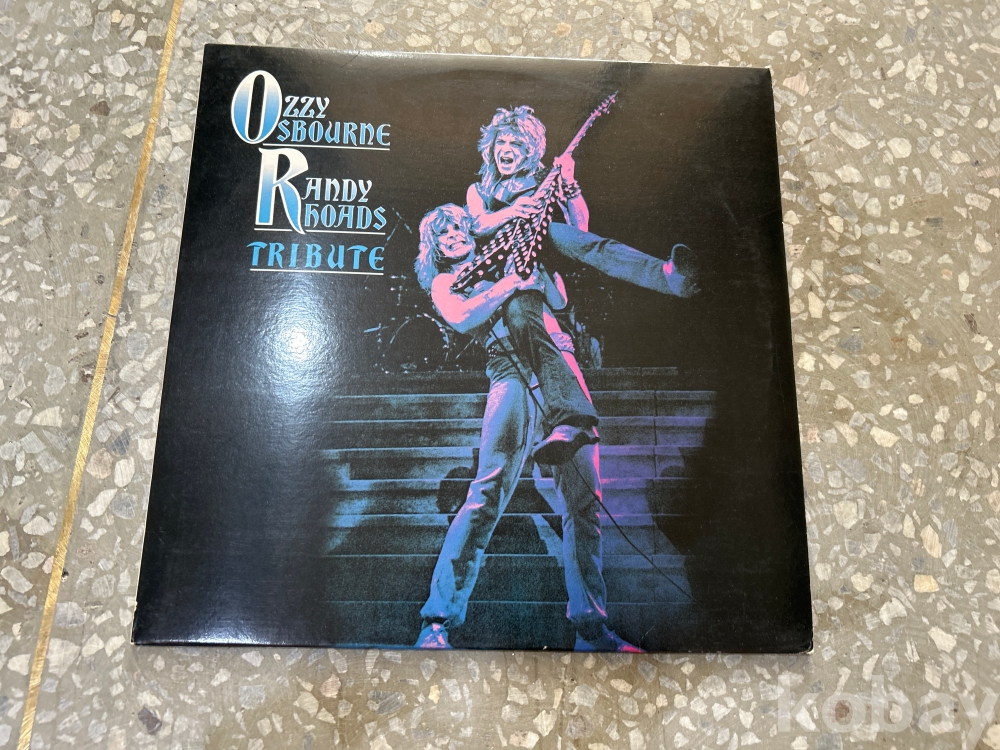 OZZY
OSBOURNE
RANDY
RHOADS
TRIBUTE
kobay